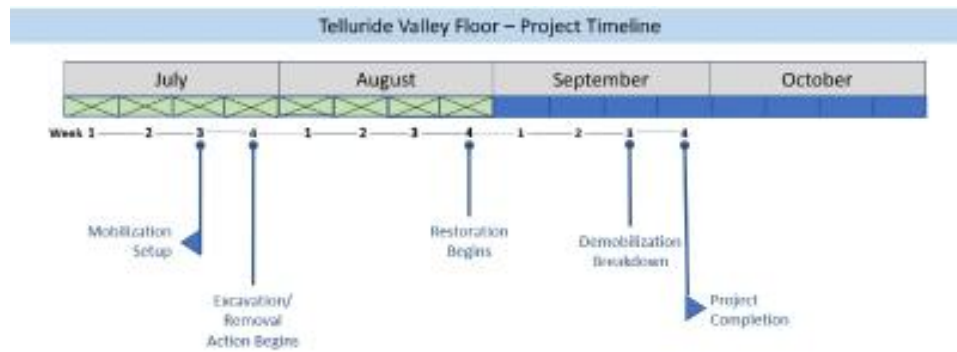 Telluride Valley Floor – Project Timeline
July August September October
Week 1 2 3 4 1 2 3 4 1 2 3 4
Mobilization
Setup
Restoration
Begins
Demobilization
Breakdown
Excavation/
Removal
Action Begins
Project
Completion